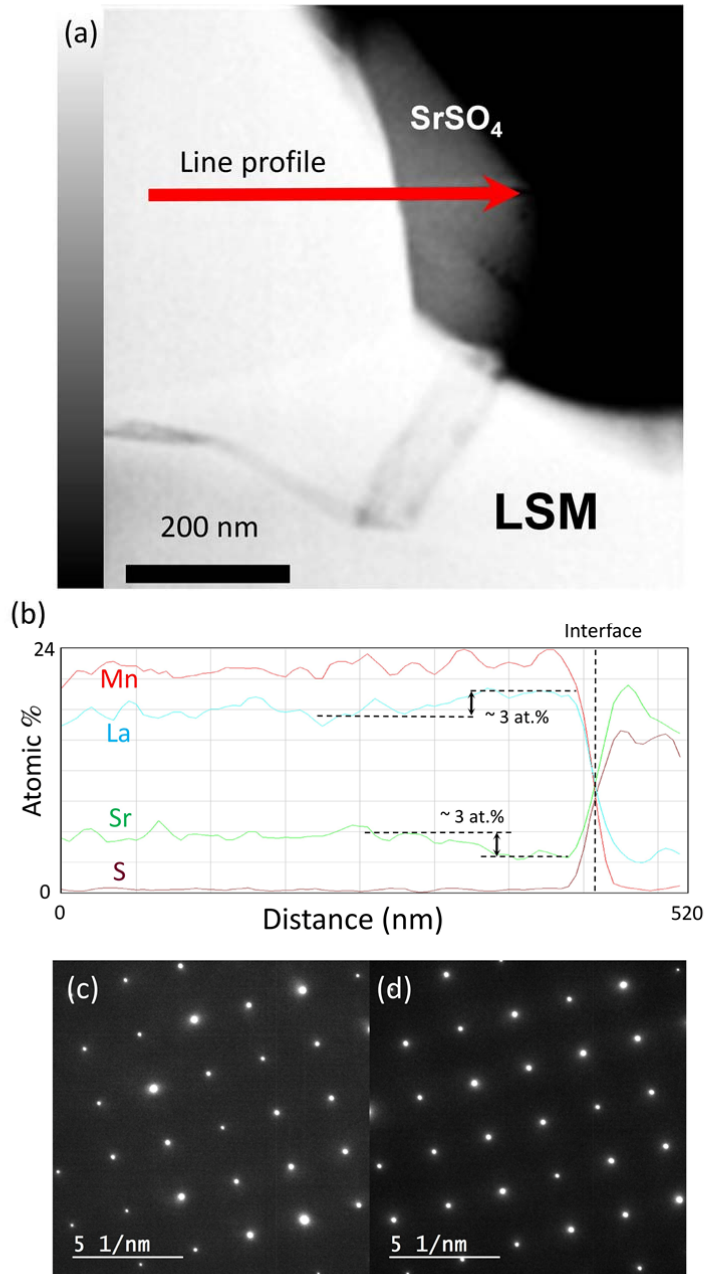 (a)
SrSO₄
Line profile
200 nm
LSM
(b)
Interface
24
Mn
Atomic %
La
~ 3 at.%
Sr
~ 3 at.%
S
0
0
Distance (nm)
520
(c)
(d)
5 1/nm
5 1/nm